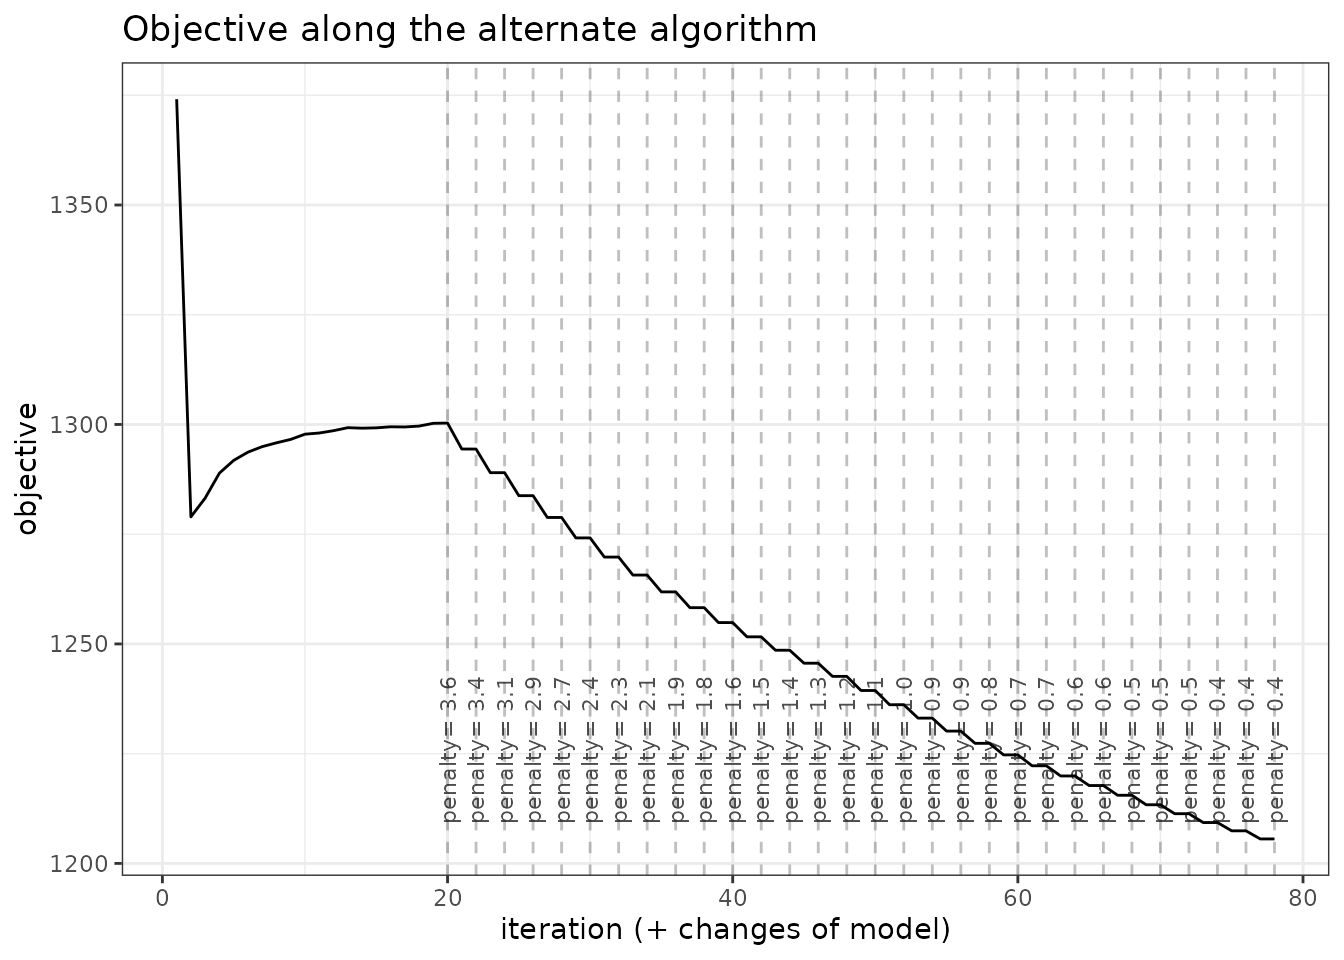 Objective along the alternate algorithm
objective
1350
1300
1250
1200
penalty= 3.6
penalty= 3.4
penalty= 3.1
penalty= 2.9
penalty= 2.7
penalty= 2.4
penalty= 2.3
penalty= 2.1
penalty= 1.9
penalty= 1.8
penalty= 1.6
penalty= 1.5
penalty= 1.4
penalty= 1.3
penalty= 1.2
penalty= 1.1
penalty= 1.0
penalty= 0.9
penalty= 0.9
penalty= 0.8
penalty= 0.7
penalty= 0.7
penalty= 0.6
penalty= 0.6
penalty= 0.5
penalty= 0.5
penalty= 0.5
penalty= 0.4
penalty= 0.4
penalty= 0.4
0 20 40 60 80
iteration (+ changes of model)